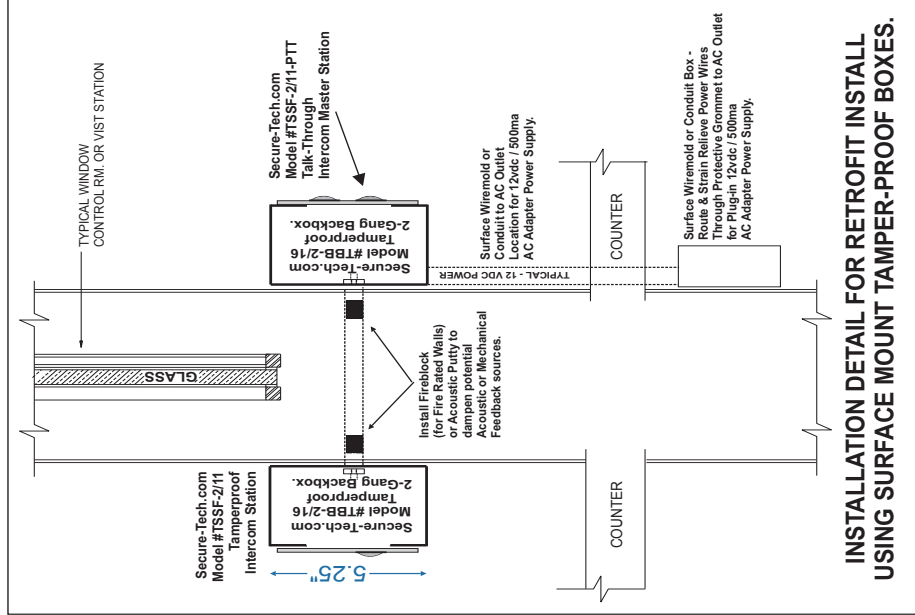 TYPICAL WINDOW
CONTROL RM. OR VIST STATION
GLASS
Secure-Tech.com
Model #TSSF-2/11
Tamperproof
Intercom Station
Secure-Tech.com
Model #TBB-2/16
Tamperproof
2-Gang Backbox.
5.25"
Install Fireblock
(for Fire Rated Walls)
or Acoustic Putty to
dampen potential
Acoustic or Mechanical
Feedback sources.
Secure-Tech.com
Model #TBB-2/16
Tamperproof
2-Gang Backbox.
Secure-Tech.com
Model #TSSF-2/11-PTT
Talk-Through
Intercom Master Station
TYPICAL - 12 VDC POWER
Surface Wiremold or
Conduit to AC Outlet
Location for 12vdc / 500ma
AC Adapter Power Supply.
COUNTER
COUNTER
Surface Wiremold or Conduit Box -
Route & Strain Relieve Power Wires
Through Protective Grommet to AC Outlet
for Plug-in 12vdc / 500ma
AC Adapter Power Supply.
INSTALLATION DETAIL FOR RETROFIT INSTALL
USING SURFACE MOUNT TAMPER-PROOF BOXES.